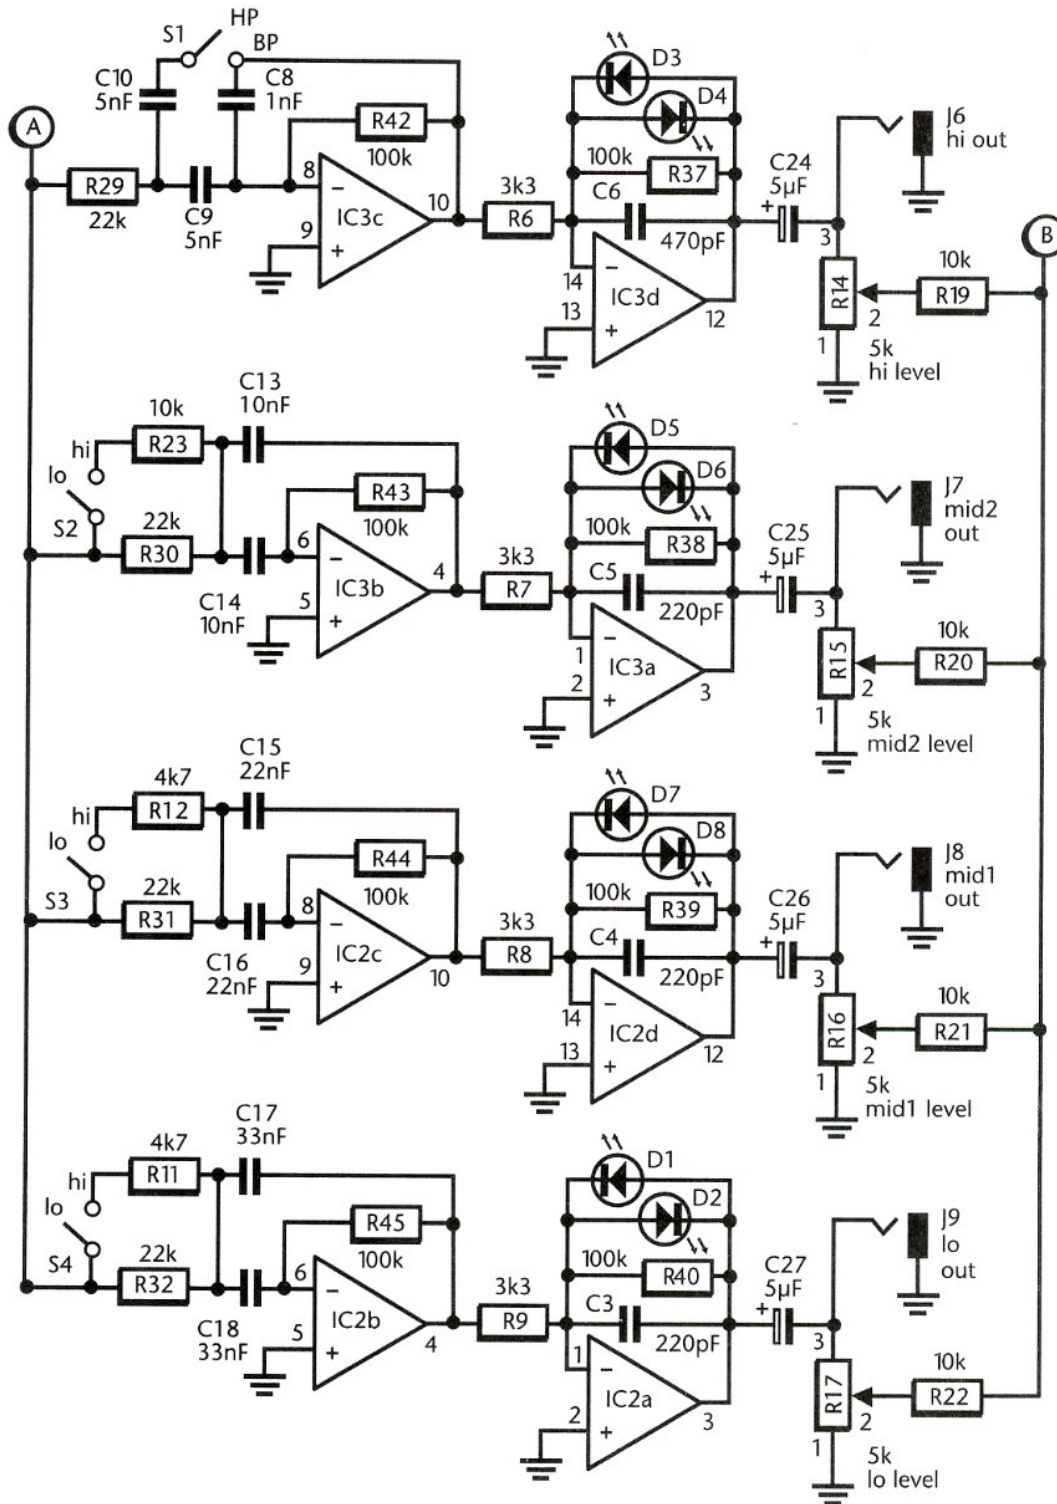 HP
S1
BP
C10
5nF
C8
1nF
A
R42
100k
R29
22k
C9
5nF
8
−
9
+
IC3c
10
3k3
R6
D3
D4
100k
R37
C6
470pF
14
−
13
+
IC3d
12
C24
5µF
+
3
R14
2
1
5k
hi level
J6
hi out
10k
R19
B
10k
R23
C13
10nF
hi
lo
S2
22k
R30
C14
10nF
R43
100k
6
−
5
+
IC3b
4
3k3
R7
D5
D6
100k
R38
C5
220pF
1
−
2
+
IC3a
3
C25
5µF
+
3
R15
2
1
5k
mid2 level
J7
mid2
out
10k
R20
4k7
R12
C15
22nF
hi
lo
S3
22k
R31
C16
22nF
R44
100k
8
−
9
+
IC2c
10
3k3
R8
D7
D8
100k
R39
C4
220pF
14
−
13
+
IC2d
12
C26
5µF
+
3
R16
2
1
5k
mid1 level
J8
mid1
out
10k
R21
4k7
R11
C17
33nF
hi
lo
S4
22k
R32
C18
33nF
R45
100k
6
−
5
+
IC2b
4
3k3
R9
D1
D2
100k
R40
C3
220pF
1
−
2
+
IC2a
3
C27
5µF
+
3
R17
2
1
5k
lo level
J9
lo
out
10k
R22